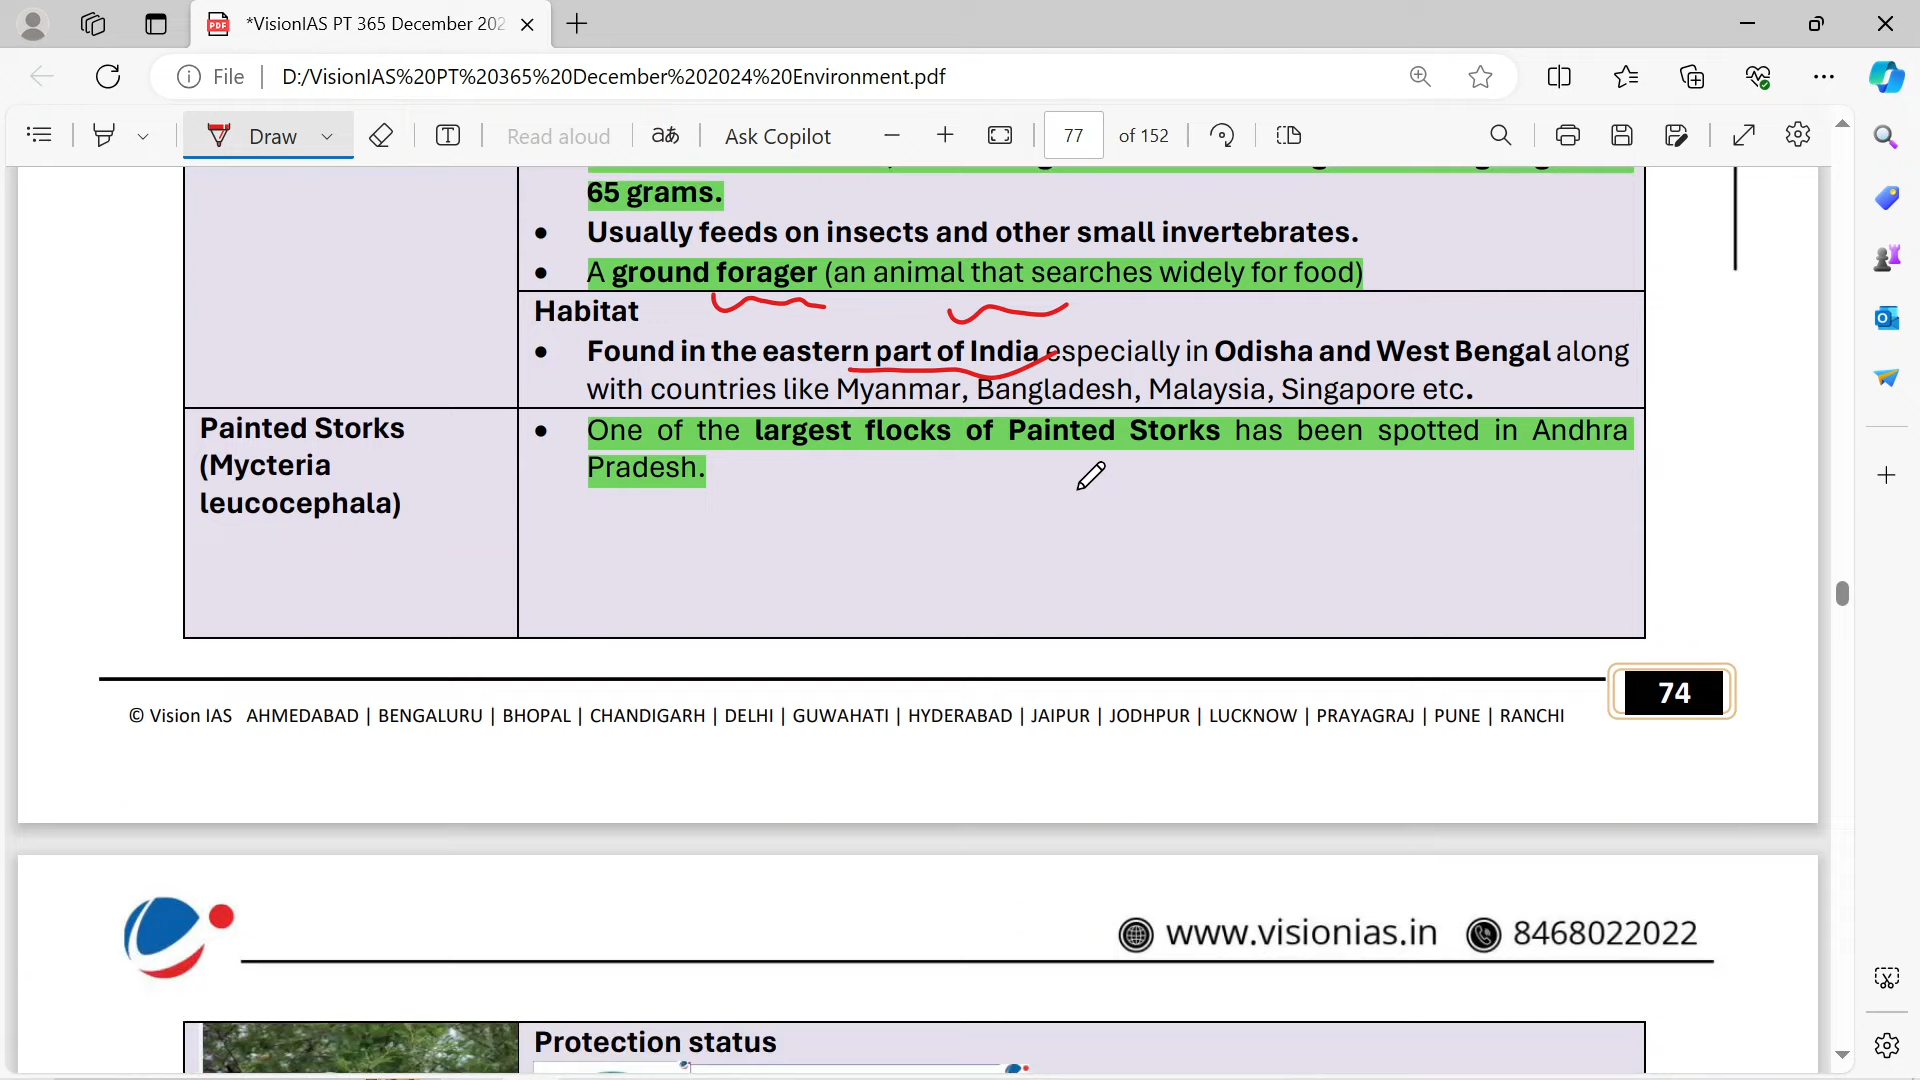 *VisionIAS PT 365 December 202
File
D:/VisionIAS%20PT%20365%20December%202024%20Environment.pdf
Draw
Read aloud
aあ
Ask Copilot
77 of 152
65 grams.
• Usually feeds on insects and other small invertebrates.
• A ground forager (an animal that searches widely for food)
Habitat
• Found in the eastern part of India especially in Odisha and West Bengal along
with countries like Myanmar, Bangladesh, Malaysia, Singapore etc.
Painted Storks
(Mycteria
leucocephala)
• One of the largest flocks of Painted Storks has been spotted in Andhra
Pradesh.
74
© Vision IAS AHMEDABAD | BENGALURU | BHOPAL | CHANDIGARH | DELHI | GUWAHATI | HYDERABAD | JAIPUR | JODHPUR | LUCKNOW | PRAYAGRAJ | PUNE | RANCHI
www.visionias.in 8468022022
Protection status